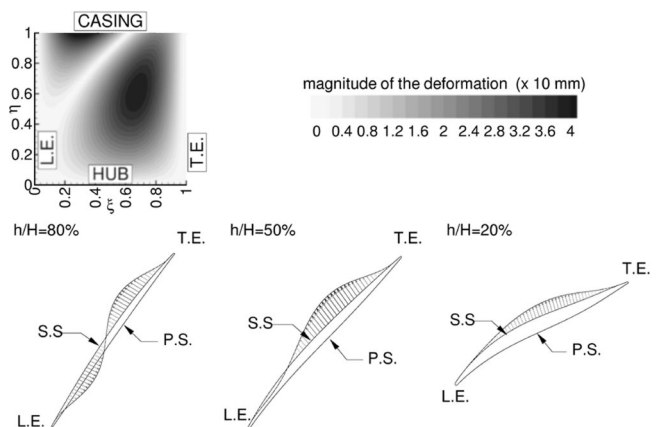 CASING
1
0.8
0.6
η
0.4
0.2
0
L.E.
T.E.
HUB
0
0.2
0.4
0.6
0.8
1
ξ
magnitude of the deformation (x 10 mm)
0 0.4 0.8 1.2 1.6 2 2.4 2.8 3.2 3.6 4
h/H=80%
T.E.
S.S
P.S.
L.E.
h/H=50%
T.E.
S.S
P.S.
L.E.
h/H=20%
T.E.
S.S
P.S.
L.E.